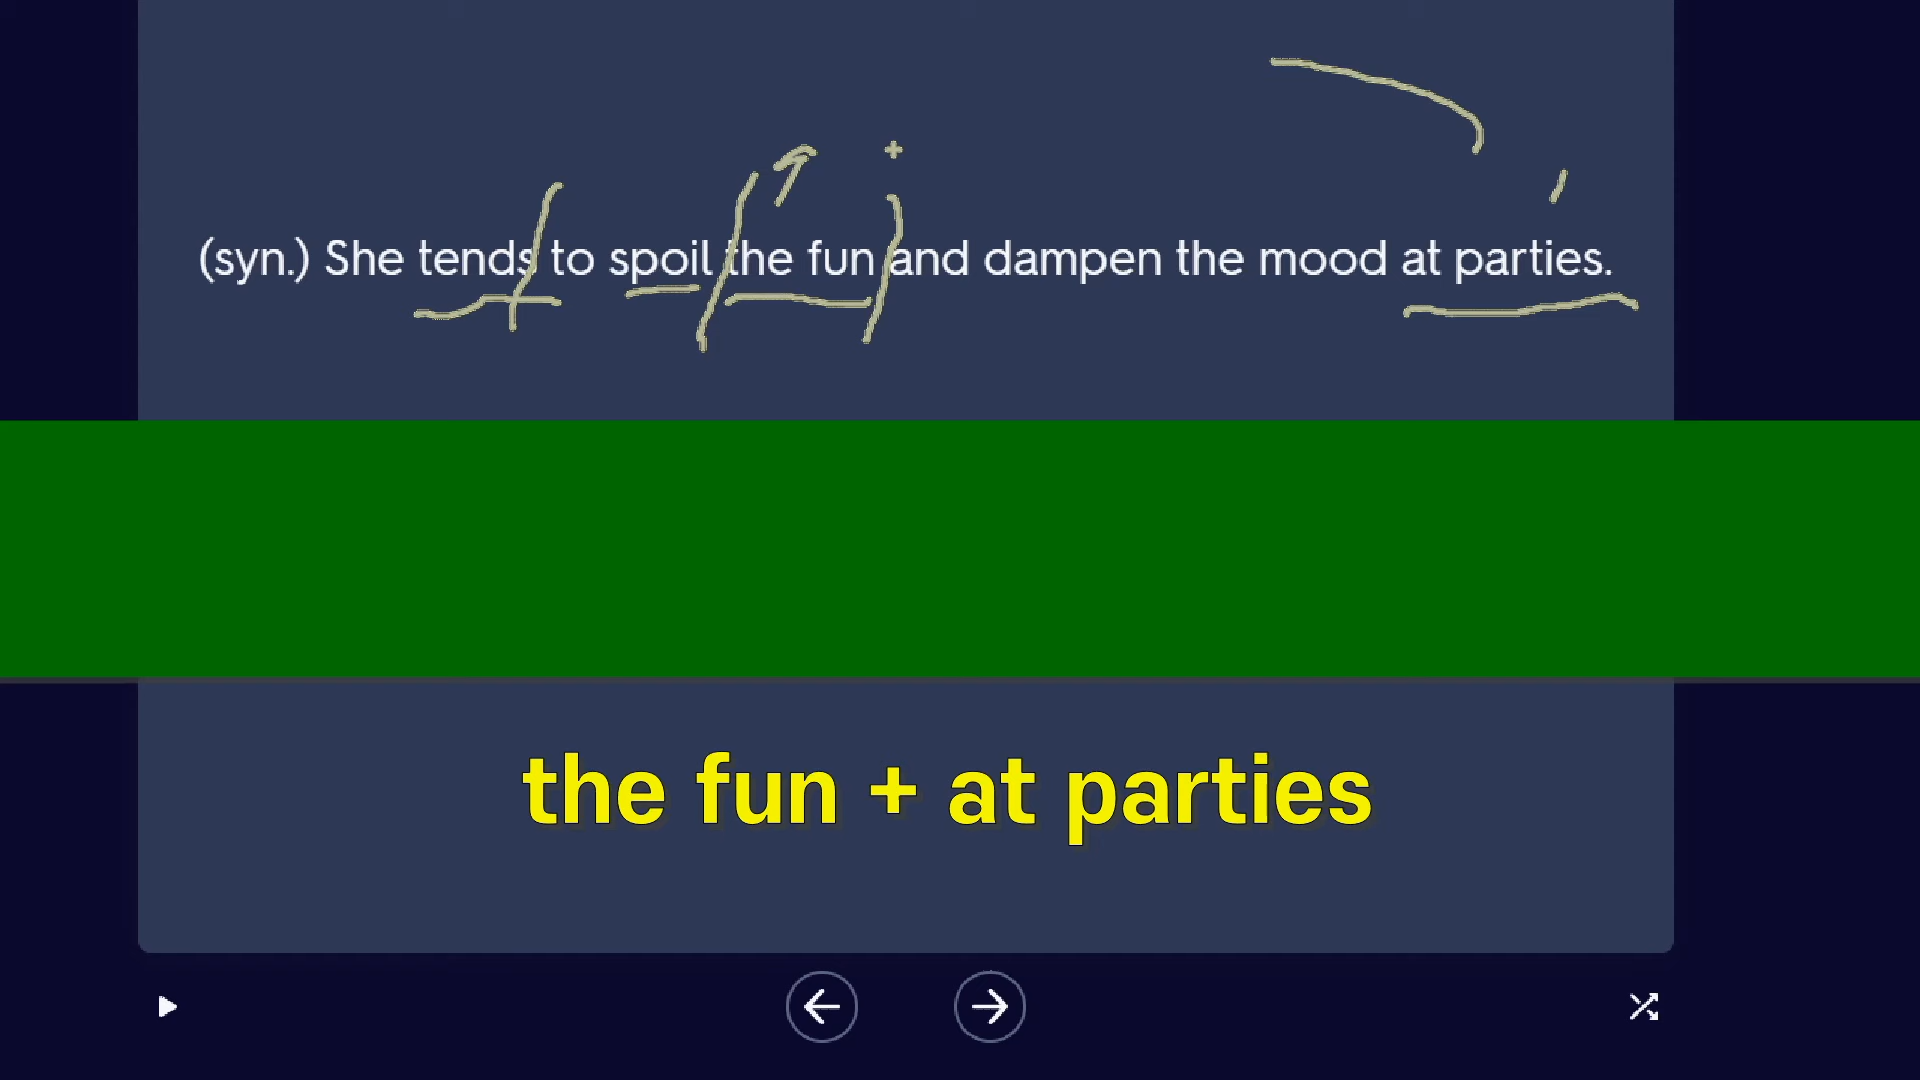 (syn.) She tends to spoil the fun and dampen the mood at parties.
the fun + at parties